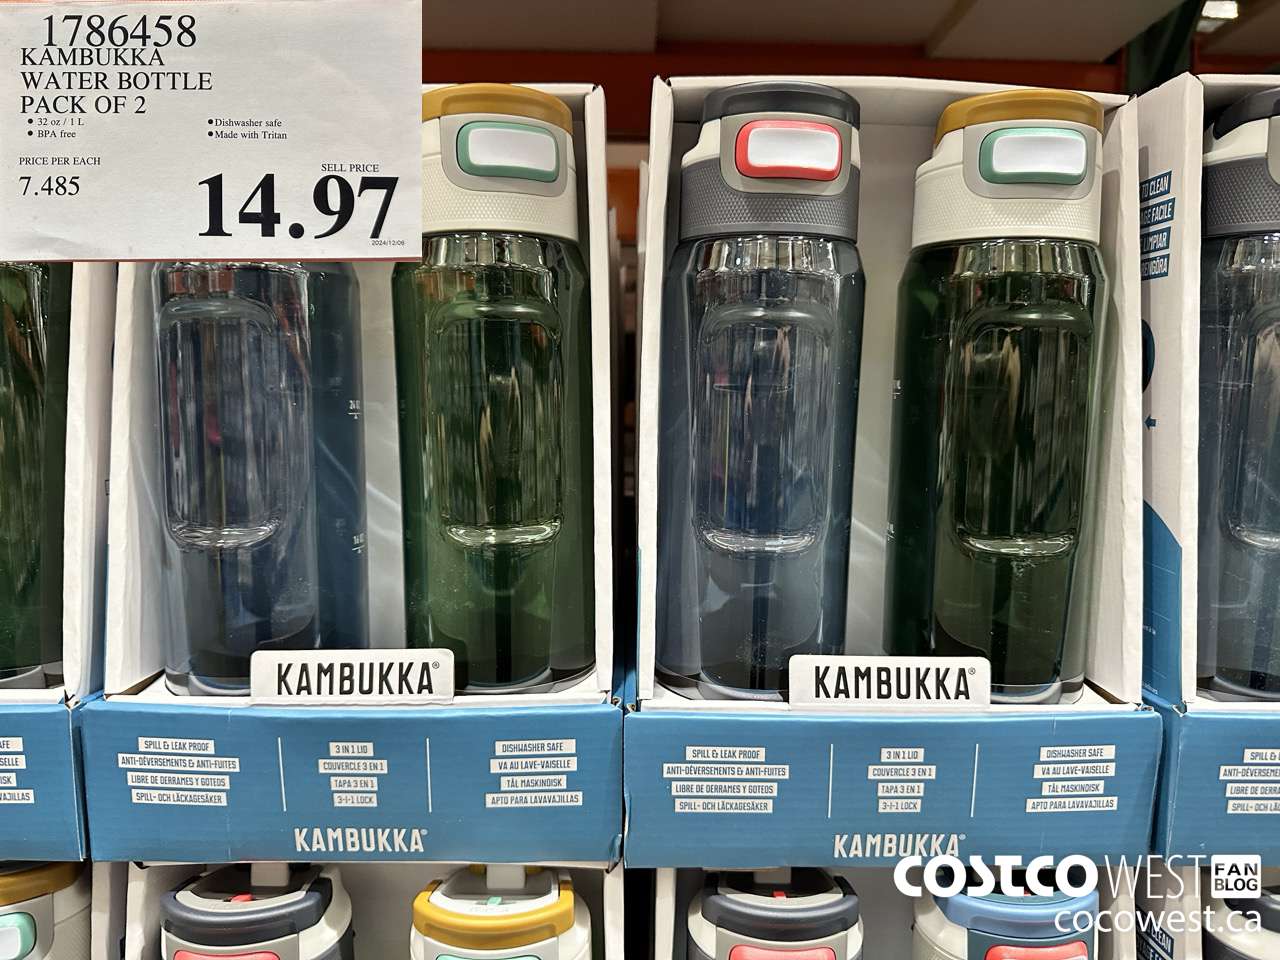 1786458
KAMBUKKA
WATER BOTTLE
PACK OF 2
• 32 oz / 1 L
• BPA free
• Dishwasher safe
• Made with Tritan
PRICE PER EACH
7.485
SELL PRICE
14.97
2024/12/06
KAMBUKKA®
SPILL & LEAK PROOF
ANTI-DÉVERSEMENTS & ANTI-FUITES
LIBRE DE DERRAMES Y GOTEOS
SPILL- OCH LÄCKAGESÄKER
3 IN 1 LID
COUVERCLE 3 EN 1
TAPA 3 EN 1
3-I-1 LOCK
DISHWASHER SAFE
VA AU LAVE-VAISSELLE
TÅL MASKINDISK
APTO PARA LAVAVAJILLAS
KAMBUKKA®
KAMBUKKA®
SPILL & LEAK PROOF
ANTI-DÉVERSEMENTS & ANTI-FUITES
LIBRE DE DERRAMES Y GOTEOS
SPILL- OCH LÄCKAGESÄKER
3 IN 1 LID
COUVERCLE 3 EN 1
TAPA 3 EN 1
3-I-1 LOCK
DISHWASHER SAFE
VA AU LAVE-VAISSELLE
TÅL MASKINDISK
APTO PARA LAVAVAJILLAS
KAMBUKKA®
TO CLEAN
FACILE
LIMPIAR
RENGÖRA
COSTCO WEST
FAN
BLOG
cocowest.ca